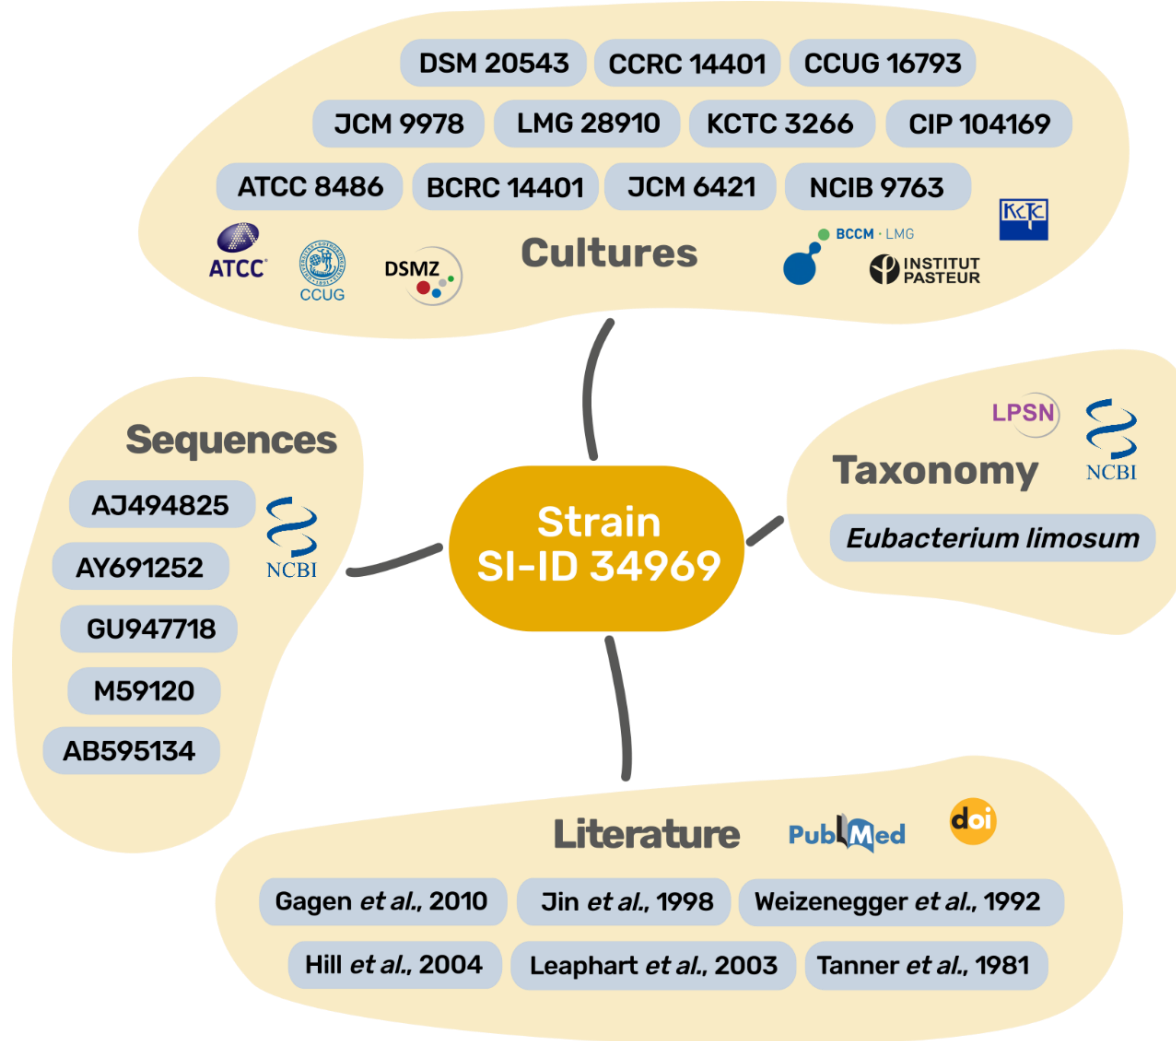 DSM 20543 CCRC 14401 CCUG 16793
JCM 9978 LMG 28910 KCTC 3266 CIP 104169
ATCC 8486 BCRC 14401 JCM 6421 NCIB 9763
KCTC
BCCM · LMG
ATCC®
CCUG
DSMZ
Cultures
INSTITUT
PASTEUR
Sequences
AJ494825
AY691252
NCBI
GU947718
M59120
AB595134
Strain
SI-ID 34969
LPSN
NCBI
Taxonomy
Eubacterium limosum
Literature
PubMed
doi
Gagen et al., 2010 Jin et al., 1998 Weizenegger et al., 1992
Hill et al., 2004 Leaphart et al., 2003 Tanner et al., 1981